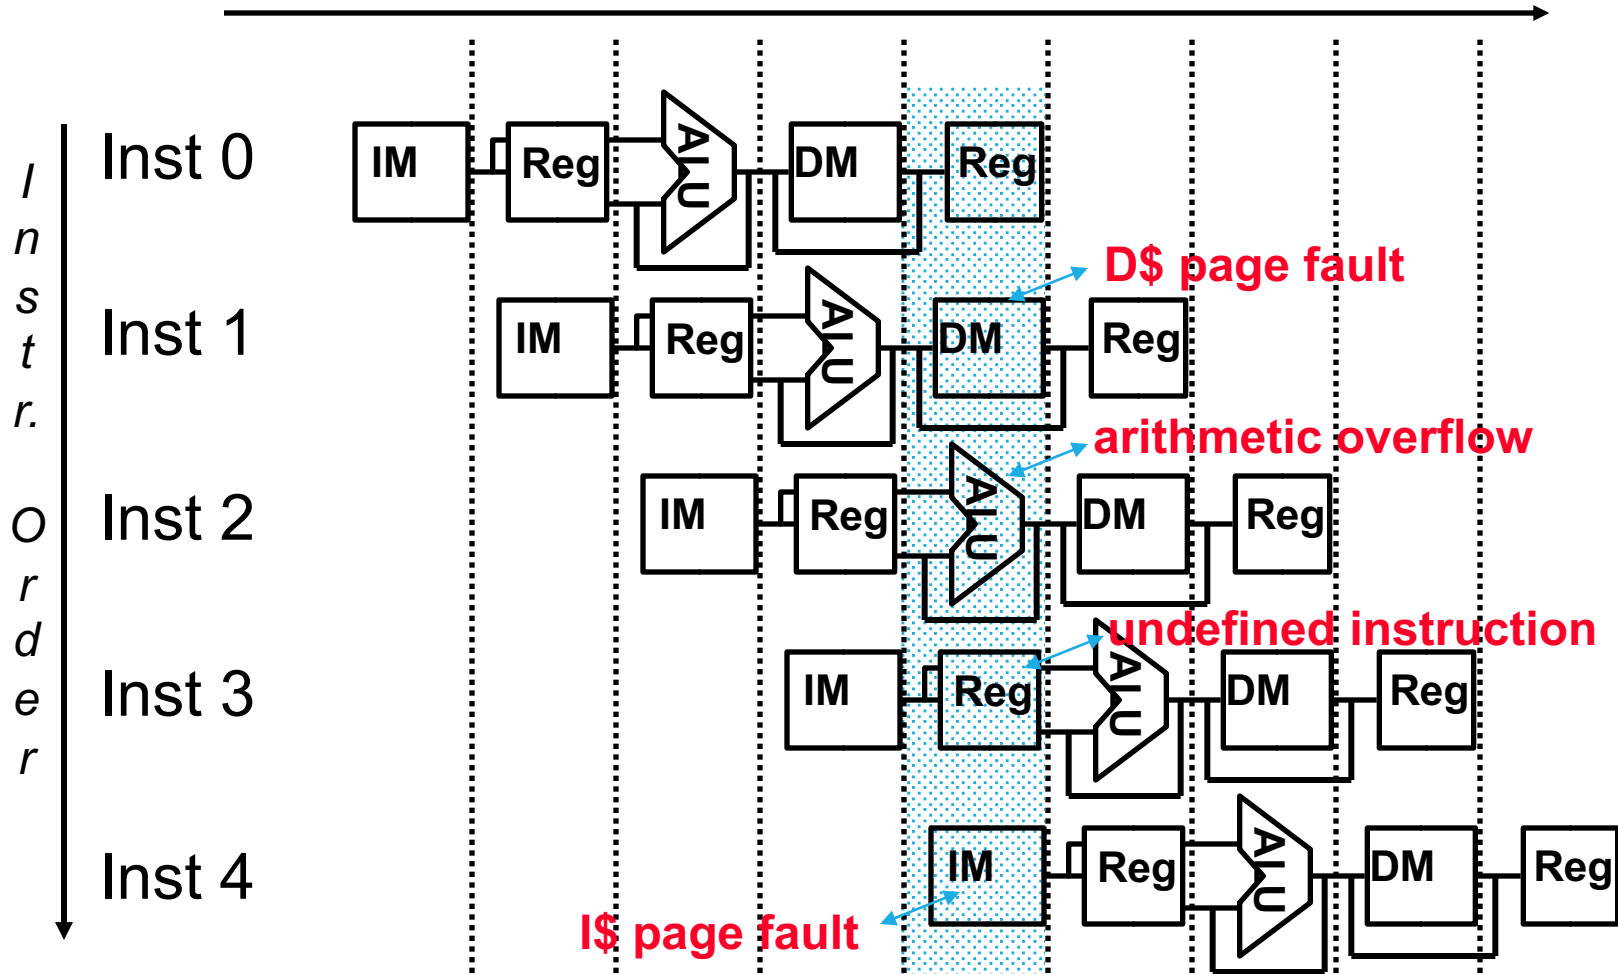 Instr. Order
Inst 0
IM
Reg
ALU
DM
Reg
D$ page fault
Inst 1
IM
Reg
ALU
DM
Reg
arithmetic overflow
Inst 2
IM
Reg
ALU
DM
Reg
undefined instruction
Inst 3
IM
Reg
ALU
DM
Reg
Inst 4
IM
Reg
ALU
DM
Reg
I$ page fault